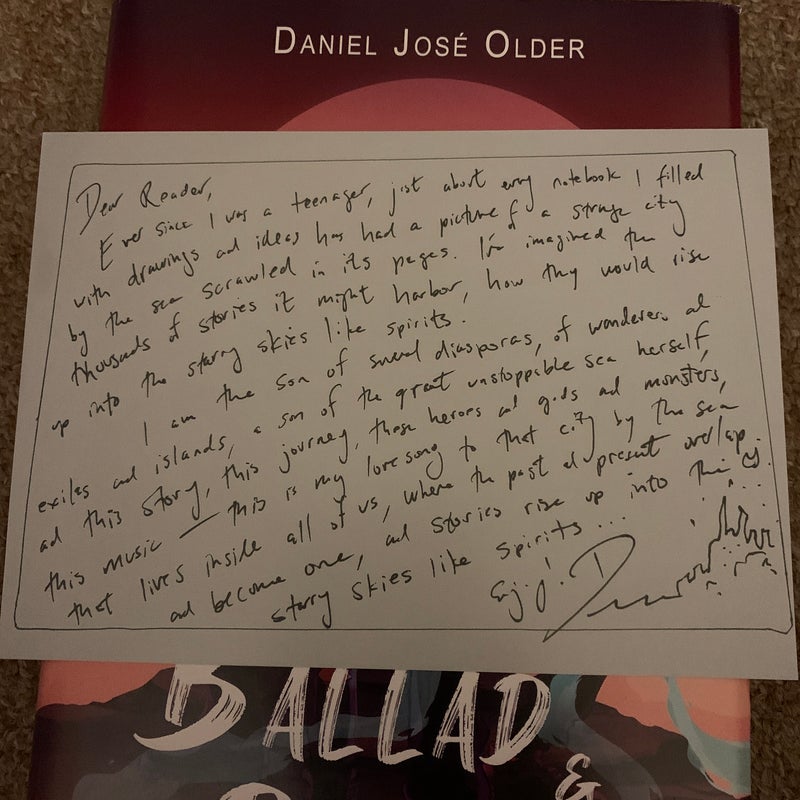 DANIEL JOSÉ OLDER
Dear Reader,
Ever since I was a teenager, just about every notebook I filled
with drawings and ideas has had a picture of a strange city
by the sea scrawled in its pages. I've imagined the
thousands of stories it might harbor, how they would rise
up into the starry skies like spirits.
I am the son of several diasporas, of wanderers and
exiles and islands, a son of the great unstoppable sea herself,
and this story, this journey, these heroes and gods and monsters,
this music — this is my lovesong to that city by the sea
that lives inside all of us, where the past and present overlap
and become one, and stories rise up into the
starry skies like spirits...
Enjoy!
BALLAD
&